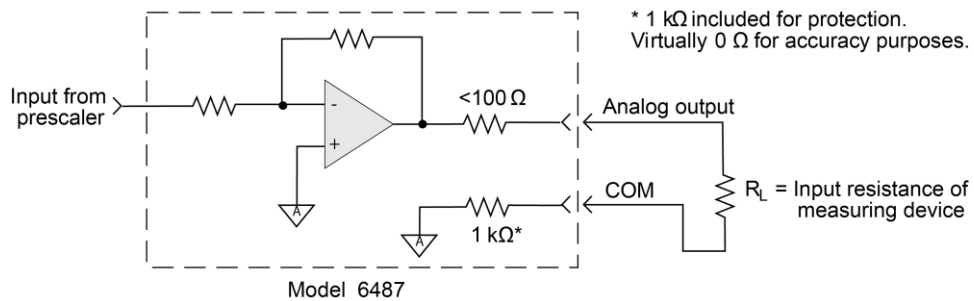 * 1 kΩ included for protection.
Virtually 0 Ω for accuracy purposes.
Input from
prescaler
-
+
A
<100 Ω
Analog output
COM
A
1 kΩ*
R_L = Input resistance of
measuring device
Model 6487